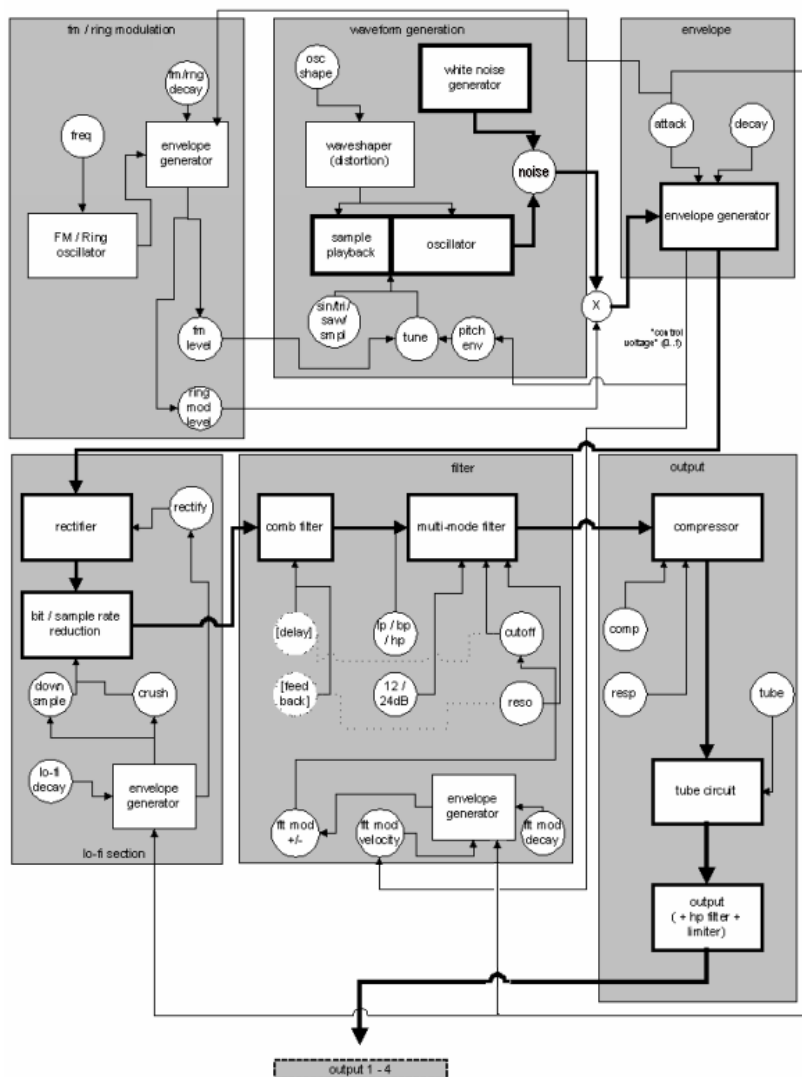 fm / ring modulation
fm/rng
decay
freq
envelope
generator
FM / Ring
oscillator
fm
level
ring
mod
level
waveform generation
osc
shape
white noise
generator
waveshaper
(distortion)
noise
sample
playback
oscillator
sin/tri/
saw/
smpl
tune
pitch
env
X
envelope
attack
decay
envelope generator
"control
voltage" (0..1)
rectifier
rectify
bit / sample rate
reduction
down
smple
crush
lo-fi
decay
envelope
generator
lo-fi section
filter
comb filter
multi-mode filter
[delay]
lp / bp
/ hp
cutoff
[feed
back]
12 /
24dB
reso
envelope
generator
flt mod
+/-
flt mod
velocity
flt mod
decay
output
compressor
comp
resp
tube
tube circuit
output
( + hp filter +
limiter)
output 1 - 4